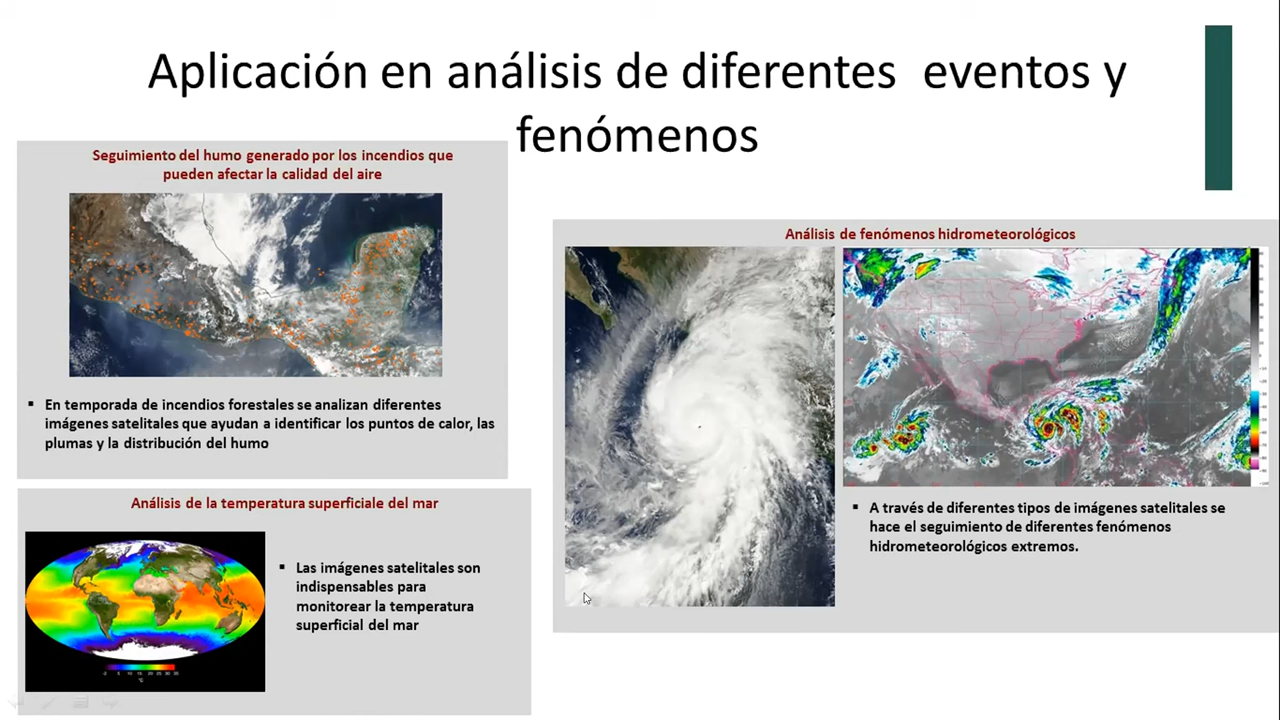 Aplicación en análisis de diferentes eventos y
fenómenos
Seguimiento del humo generado por los incendios que
pueden afectar la calidad del aire
▪ En temporada de incendios forestales se analizan diferentes
imágenes satelitales que ayudan a identificar los puntos de calor, las
plumas y la distribución del humo
Análisis de la temperatura superficiale del mar
▪ Las imágenes satelitales son
indispensables para
monitorear la temperatura
superficial del mar
Análisis de fenómenos hidrometeorológicos
▪ A través de diferentes tipos de imágenes satelitales se
hace el seguimiento de diferentes fenómenos
hidrometeorológicos extremos.